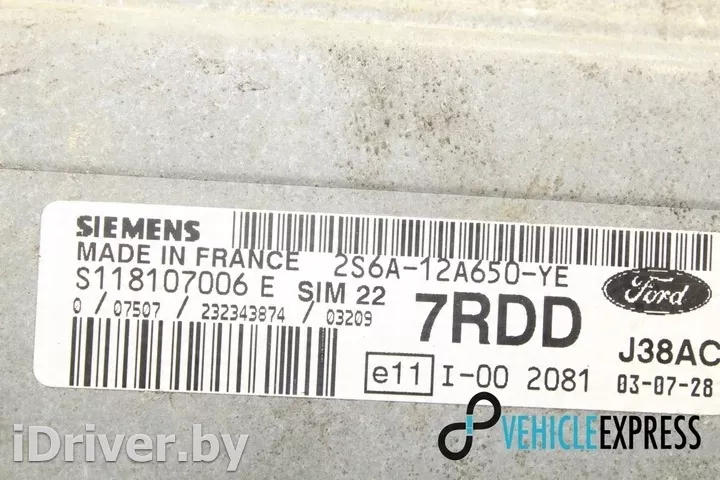 SIEMENS
MADE IN FRANCE 2S6A-12A650-YE
S118107006 E SIM 22 7RDD Ford
0 / 07507 / 232343874 / 03209
J38AC
e11 I-00 2081 03-07-28
iDriver.by
VEHICLEEXPRESS